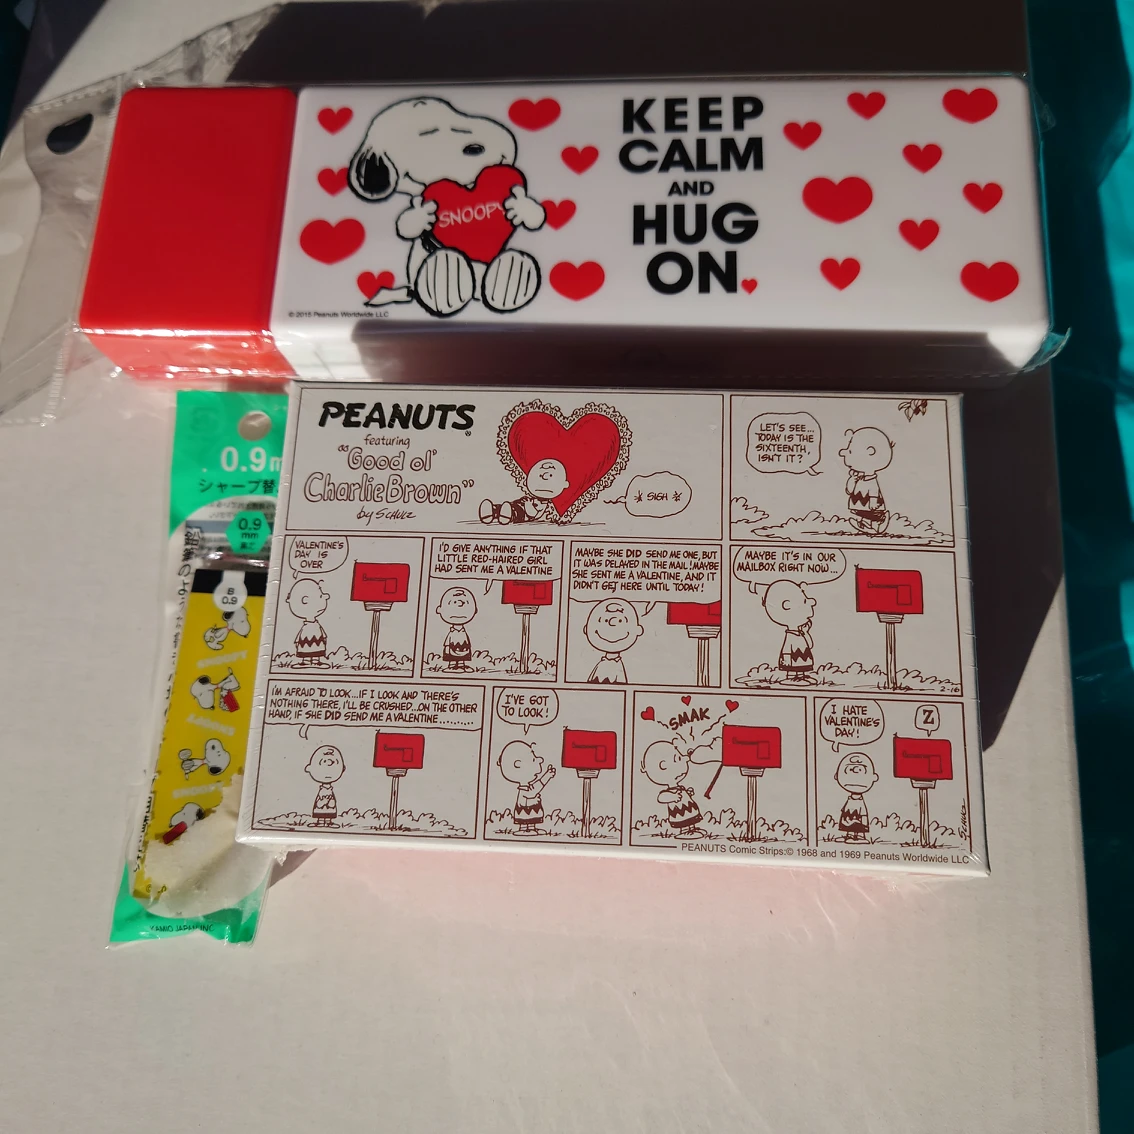 KEEP
CALM
AND
HUG
ON
SNOOPY
© 2015 Peanuts Worldwide LLC
PEANUTS
featuring
"Good ol'
Charlie Brown"
by SCHULZ
* SIGH *
LET'S SEE...
TODAY IS THE
SIXTEENTH,
ISN'T IT?
VALENTINE'S
DAY IS
OVER
I'D GIVE ANYTHING IF THAT
LITTLE RED-HAIRED GIRL
HAD SENT ME A VALENTINE
MAYBE SHE DID SEND ME ONE, BUT
IT WAS DELAYED IN THE MAIL! MAYBE
SHE SENT ME A VALENTINE, AND IT
DIDN'T GET HERE UNTIL TODAY!
MAYBE IT'S IN OUR
MAILBOX RIGHT NOW...
2-16
I'M AFRAID TO LOOK...IF I LOOK AND THERE'S
NOTHING THERE, I'LL BE CRUSHED...ON THE OTHER
HAND, IF SHE DID SEND ME A VALENTINE..........
I'VE GOT
TO LOOK!
SMAK
I HATE
VALENTINE'S
DAY!
Z
SCHULZ
PEANUTS Comic Strips:© 1968 and 1969 Peanuts Worldwide LLC
0.9
シャープ替
0.9
mm
B
0.9
SNOOPY
KAMIO JAPAN INC